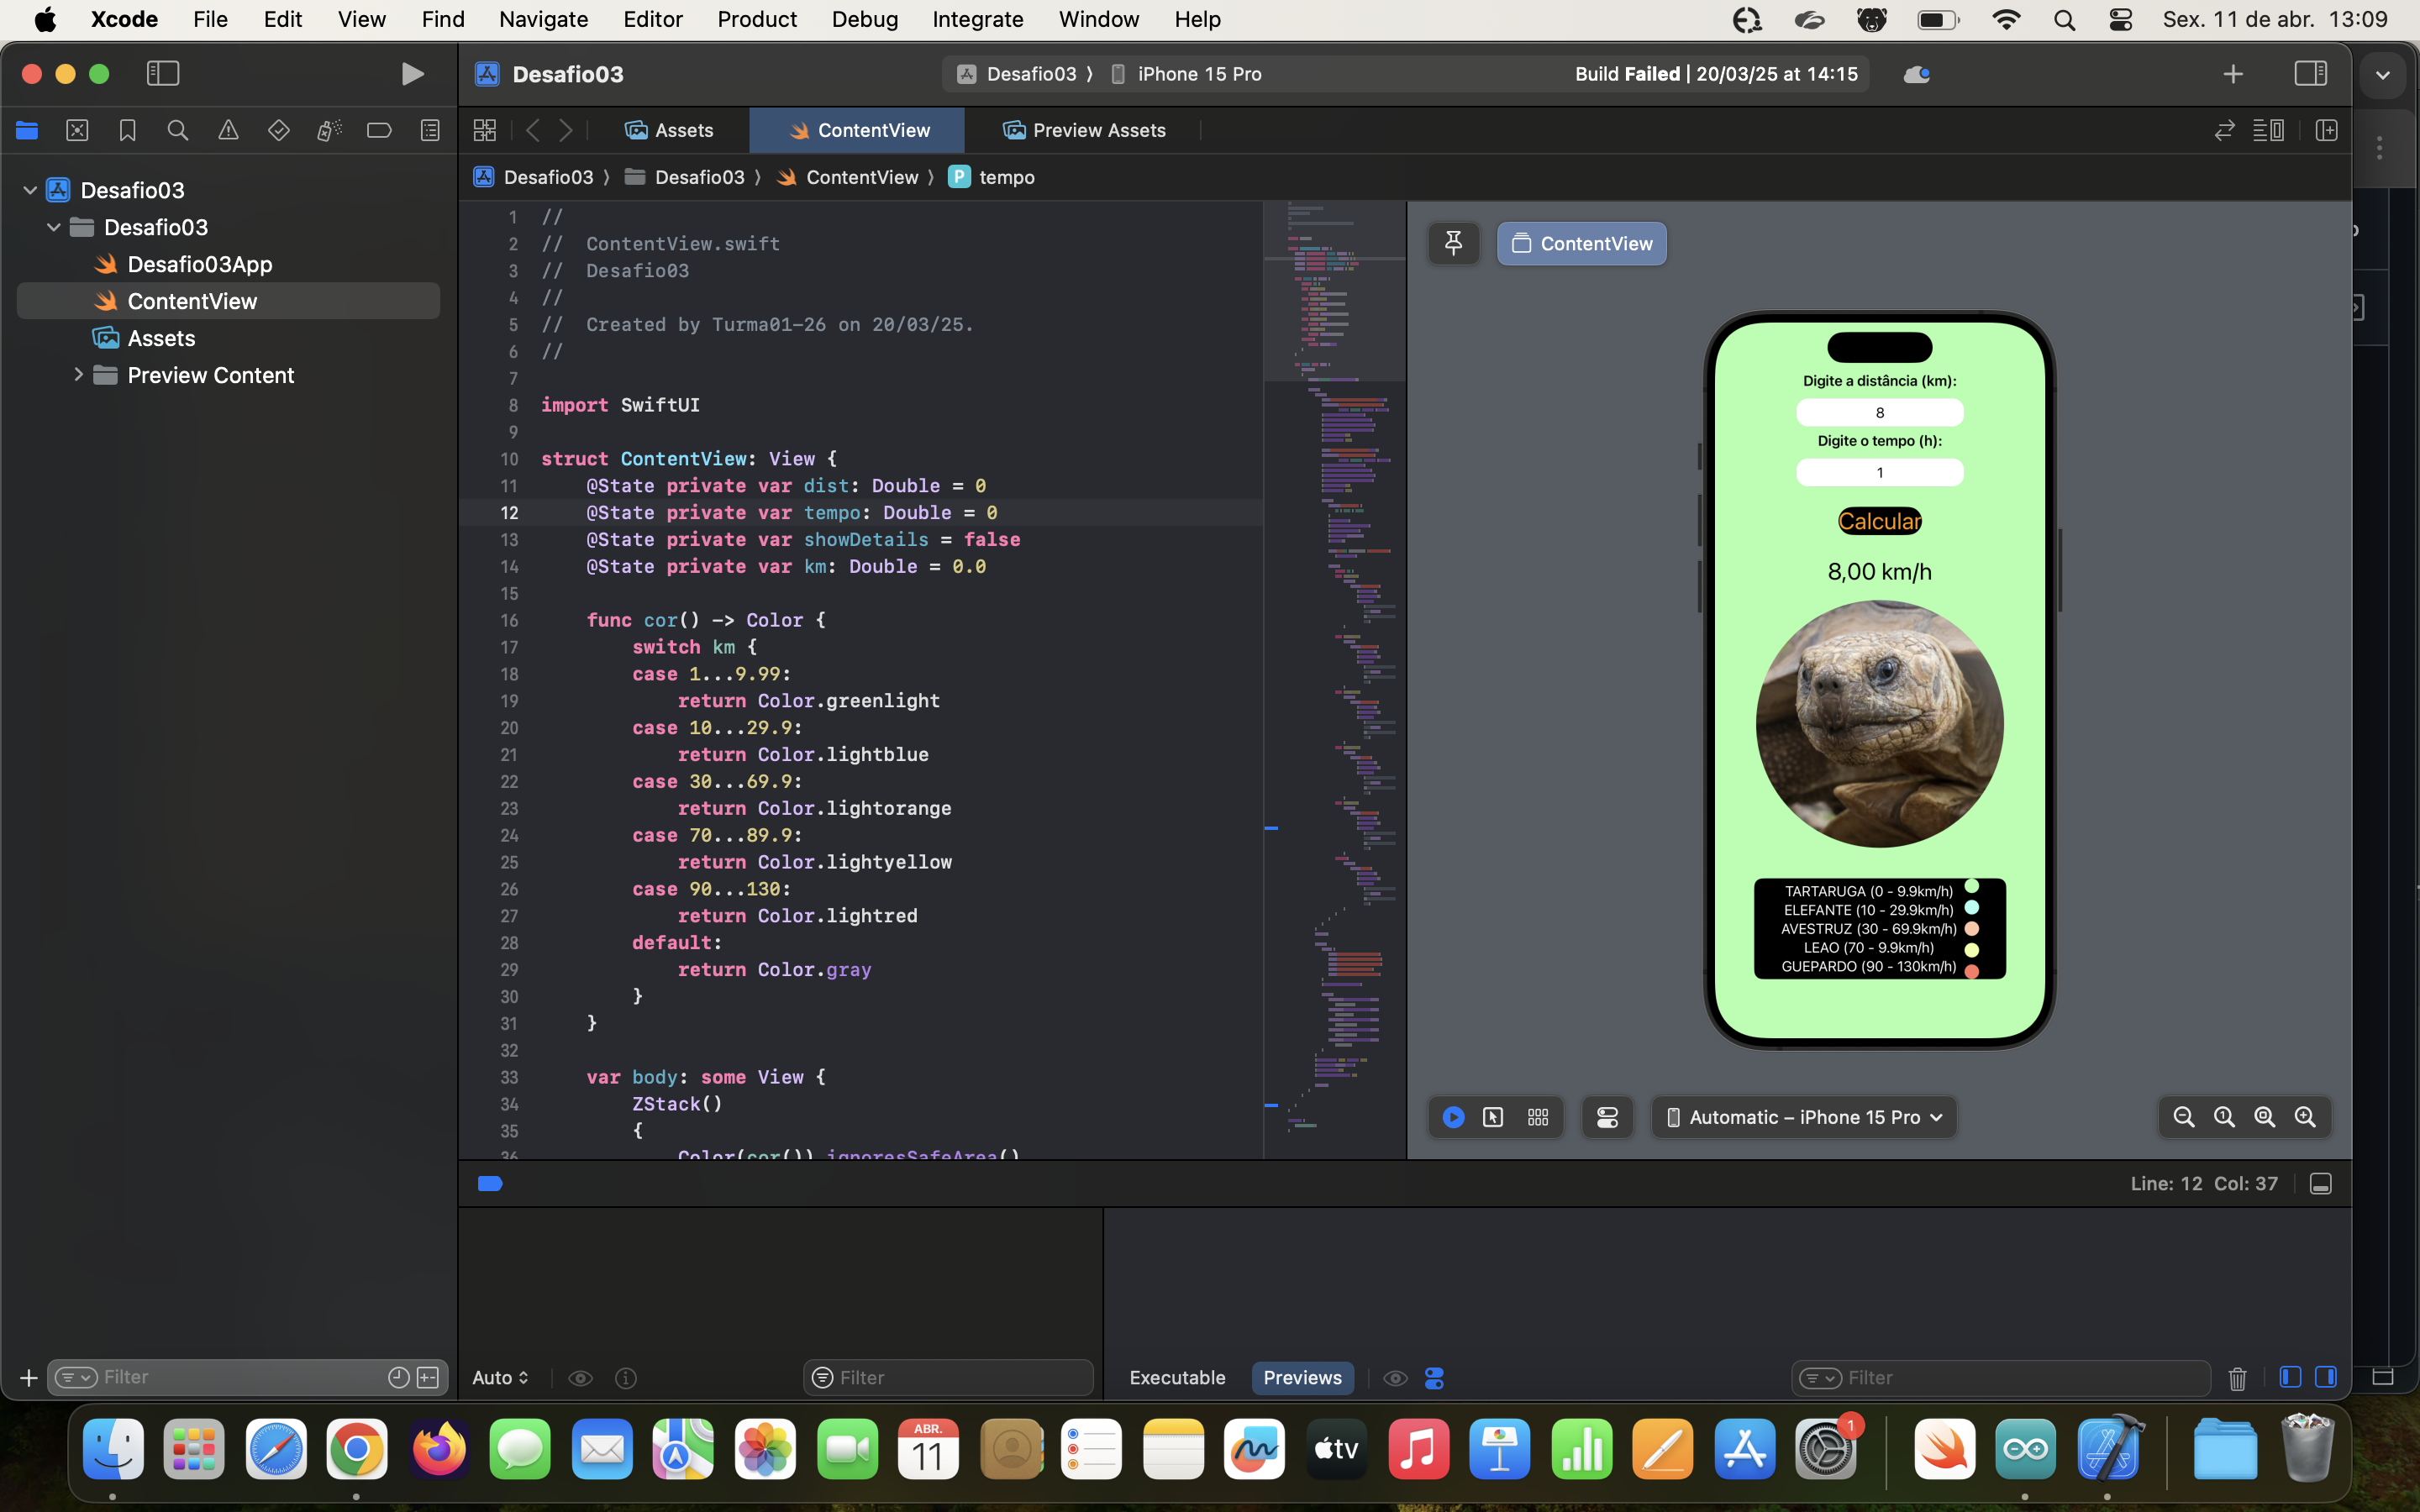 Xcode File Edit View Find Navigate Editor Product Debug Integrate Window Help Sex. 11 de abr. 13:09
Desafio03 Desafio03 ⟩ iPhone 15 Pro Build Failed | 20/03/25 at 14:15
Assets ContentView Preview Assets
Desafio03 ⟩ Desafio03 ⟩ ContentView ⟩ P tempo
Desafio03
Desafio03
Desafio03App
ContentView
Assets
Preview Content
1 //
2 //  ContentView.swift
3 //  Desafio03
4 //
5 //  Created by Turma01-26 on 20/03/25.
6 //
7
8 import SwiftUI
9
10 struct ContentView: View {
11     @State private var dist: Double = 0
12     @State private var tempo: Double = 0
13     @State private var showDetails = false
14     @State private var km: Double = 0.0
15
16     func cor() -> Color {
17         switch km {
18         case 1...9.99:
19             return Color.greenlight
20         case 10...29.9:
21             return Color.lightblue
22         case 30...69.9:
23             return Color.lightorange
24         case 70...89.9:
25             return Color.lightyellow
26         case 90...130:
27             return Color.lightred
28         default:
29             return Color.gray
30         }
31     }
32
33     var body: some View {
34         ZStack()
35         {
36             Color(cor()).ignoresSafeArea()
ContentView
Digite a distância (km):
8
Digite o tempo (h):
1
Calcular
8,00 km/h
TARTARUGA (0 - 9.9km/h)
ELEFANTE (10 - 29.9km/h)
AVESTRUZ (30 - 69.9km/h)
LEAO (70 - 9.9km/h)
GUEPARDO (90 - 130km/h)
Automatic – iPhone 15 Pro
Line: 12 Col: 37
Filter Auto Filter Executable Previews Filter
ABR.
11
tv
1